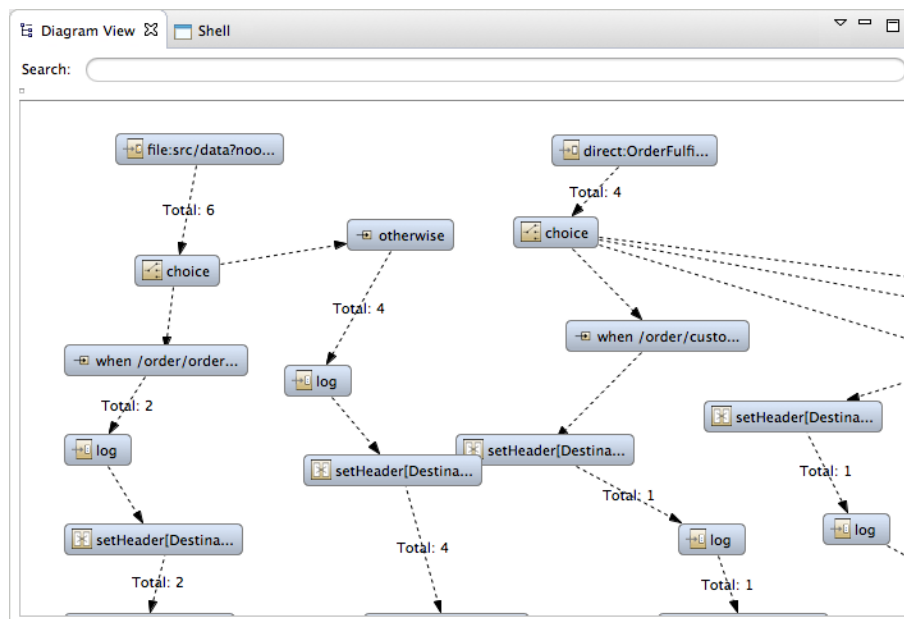 Diagram View
Shell
Search:
file:src/data?noo...
direct:OrderFulfi...
Total: 6
Total: 4
otherwise
choice
choice
Total: 4
when /order/custo...
when /order/order...
log
Total: 2
setHeader[Destina...
log
setHeader[Destina...
setHeader[Destina...
Total: 1
Total: 1
log
setHeader[Destina...
log
Total: 4
Total: 2
Total: 1